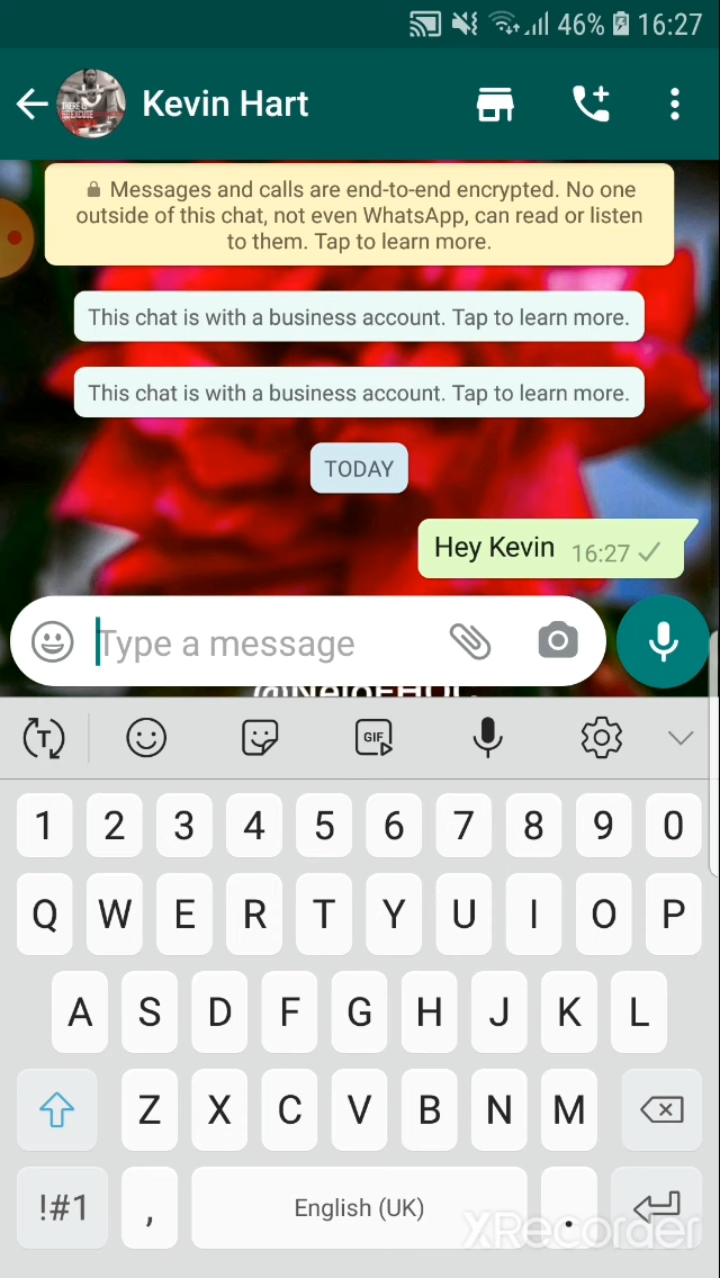 46% 16:27
Kevin Hart
Messages and calls are end-to-end encrypted. No one
outside of this chat, not even WhatsApp, can read or listen
to them. Tap to learn more.
This chat is with a business account. Tap to learn more.
This chat is with a business account. Tap to learn more.
TODAY
Hey Kevin 16:27
Type a message
T GIF
1 2 3 4 5 6 7 8 9 0
Q W E R T Y U I O P
A S D F G H J K L
Z X C V B N M
!#1 , English (UK) .
XRecorder